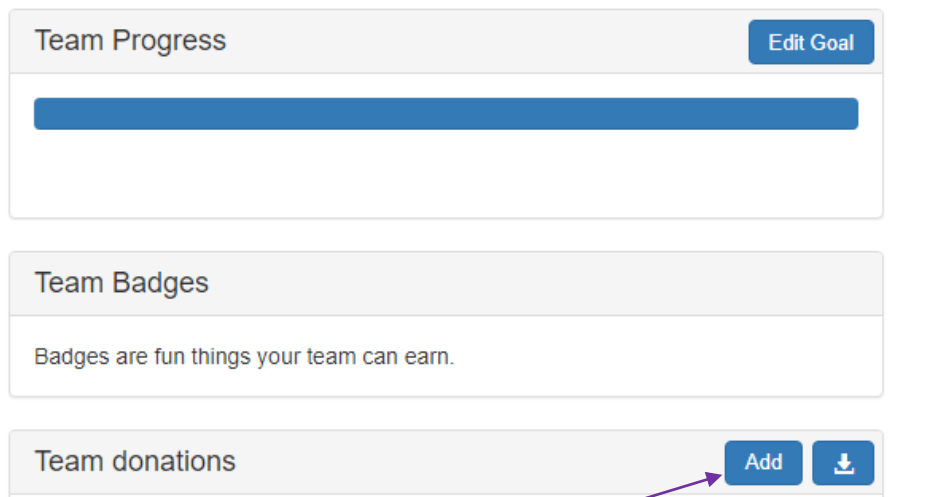 Team Progress
Edit Goal
Team Badges
Badges are fun things your team can earn.
Team donations
Add